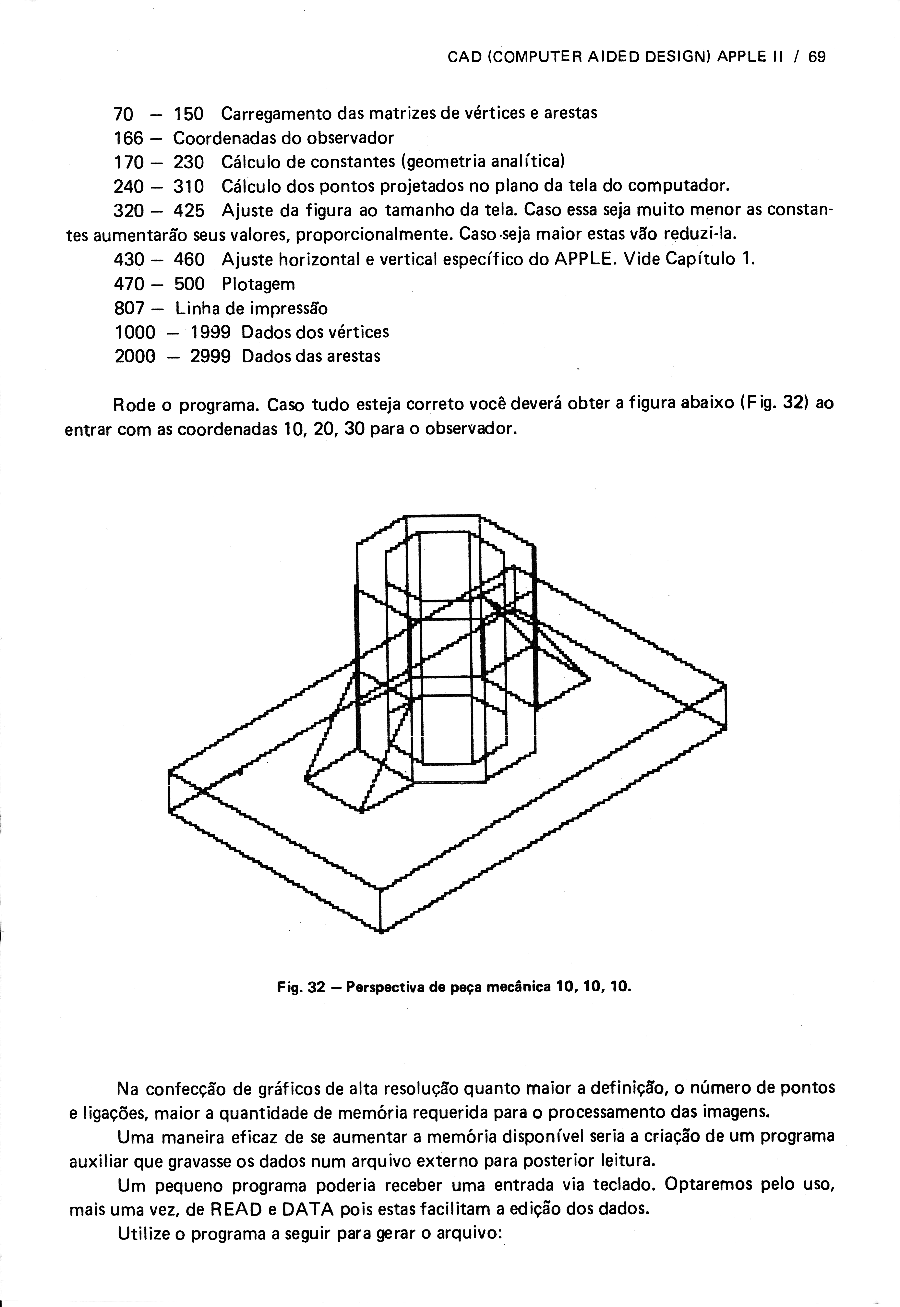 CAD (COMPUTER AIDED DESIGN) APPLE II / 69
70 — 150 Carregamento das matrizes de vértices e arestas
166 — Coordenadas do observador
170 — 230 Cálculo de constantes (geometria analítica)
240 — 310 Cálculo dos pontos projetados no plano da tela do computador.
320 — 425 Ajuste da figura ao tamanho da tela. Caso essa seja muito menor as constan-
tes aumentarão seus valores, proporcionalmente. Caso seja maior estas vão reduzi-la.
430 — 460 Ajuste horizontal e vertical específico do APPLE. Vide Capítulo 1.
470 — 500 Plotagem
807 — Linha de impressão
1000 — 1999 Dados dos vértices
2000 — 2999 Dados das arestas
Rode o programa. Caso tudo esteja correto você deverá obter a figura abaixo (Fig. 32) ao
entrar com as coordenadas 10, 20, 30 para o observador.
Fig. 32 — Perspectiva de peça mecânica 10, 10, 10.
Na confecção de gráficos de alta resolução quanto maior a definição, o número de pontos
e ligações, maior a quantidade de memória requerida para o processamento das imagens.
Uma maneira eficaz de se aumentar a memória disponível seria a criação de um programa
auxiliar que gravasse os dados num arquivo externo para posterior leitura.
Um pequeno programa poderia receber uma entrada via teclado. Optaremos pelo uso,
mais uma vez, de READ e DATA pois estas facilitam a edição dos dados.
Utilize o programa a seguir para gerar o arquivo: